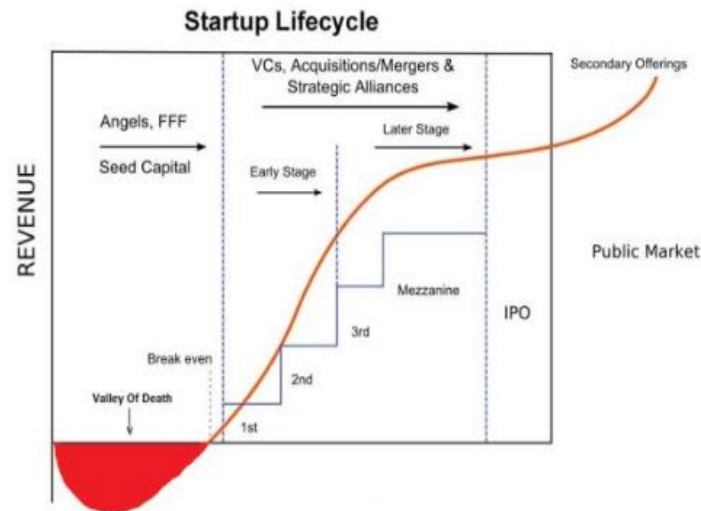 Startup Lifecycle
VCs, Acquisitions/Mergers &
Strategic Alliances
Secondary Offerings
Angels, FFF
Seed Capital
Later Stage
Early Stage
REVENUE
Public Market
Mezzanine
IPO
3rd
Break even
2nd
Valley Of Death
1st